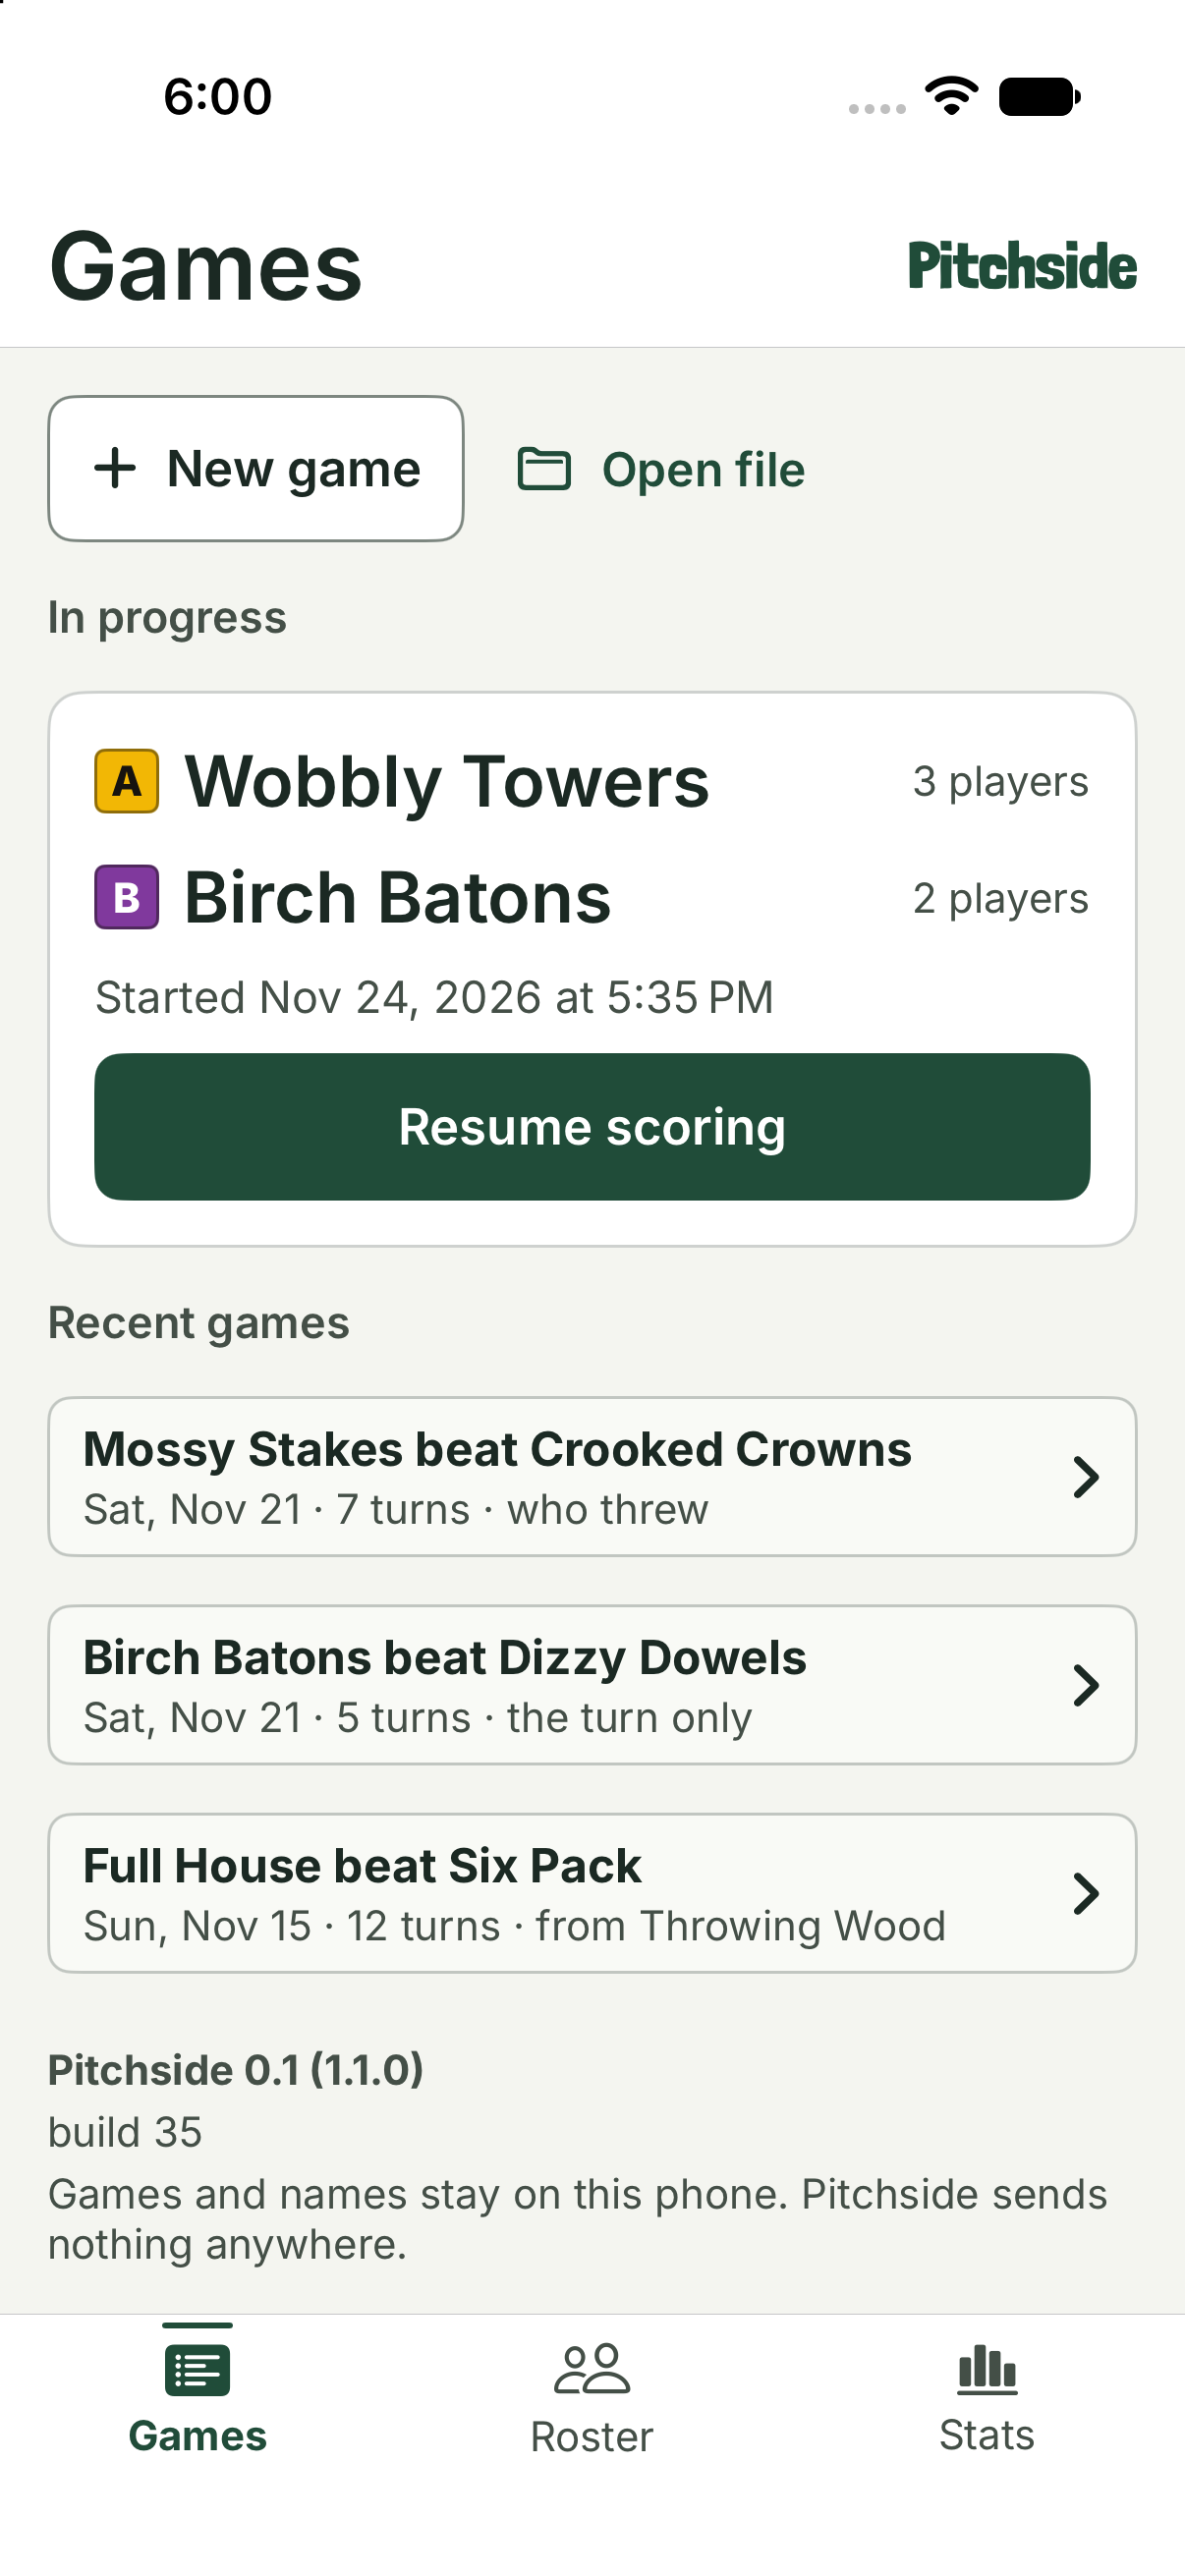 6:00
Games
Pitchside
New game
Open file
In progress
A Wobbly Towers 3 players
B Birch Batons 2 players
Started Nov 24, 2026 at 5:35 PM
Resume scoring
Recent games
Mossy Stakes beat Crooked Crowns
Sat, Nov 21 · 7 turns · who threw
Birch Batons beat Dizzy Dowels
Sat, Nov 21 · 5 turns · the turn only
Full House beat Six Pack
Sun, Nov 15 · 12 turns · from Throwing Wood
Pitchside 0.1 (1.1.0)
build 35
Games and names stay on this phone. Pitchside sends
nothing anywhere.
Games
Roster
Stats